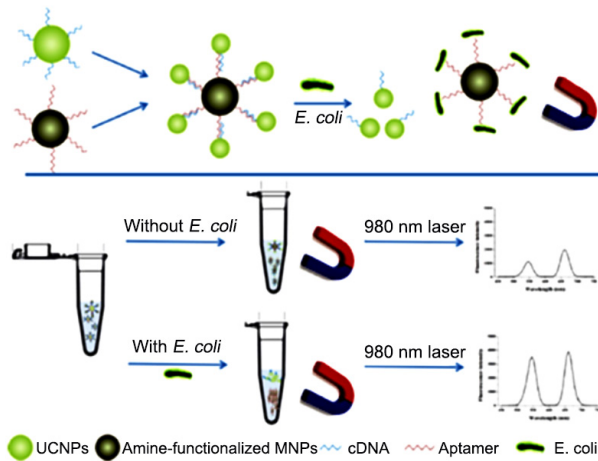 E. coli
Without E. coli
980 nm laser
With E. coli
980 nm laser
UCNPs Amine-functionalized MNPs cDNA Aptamer E. coli